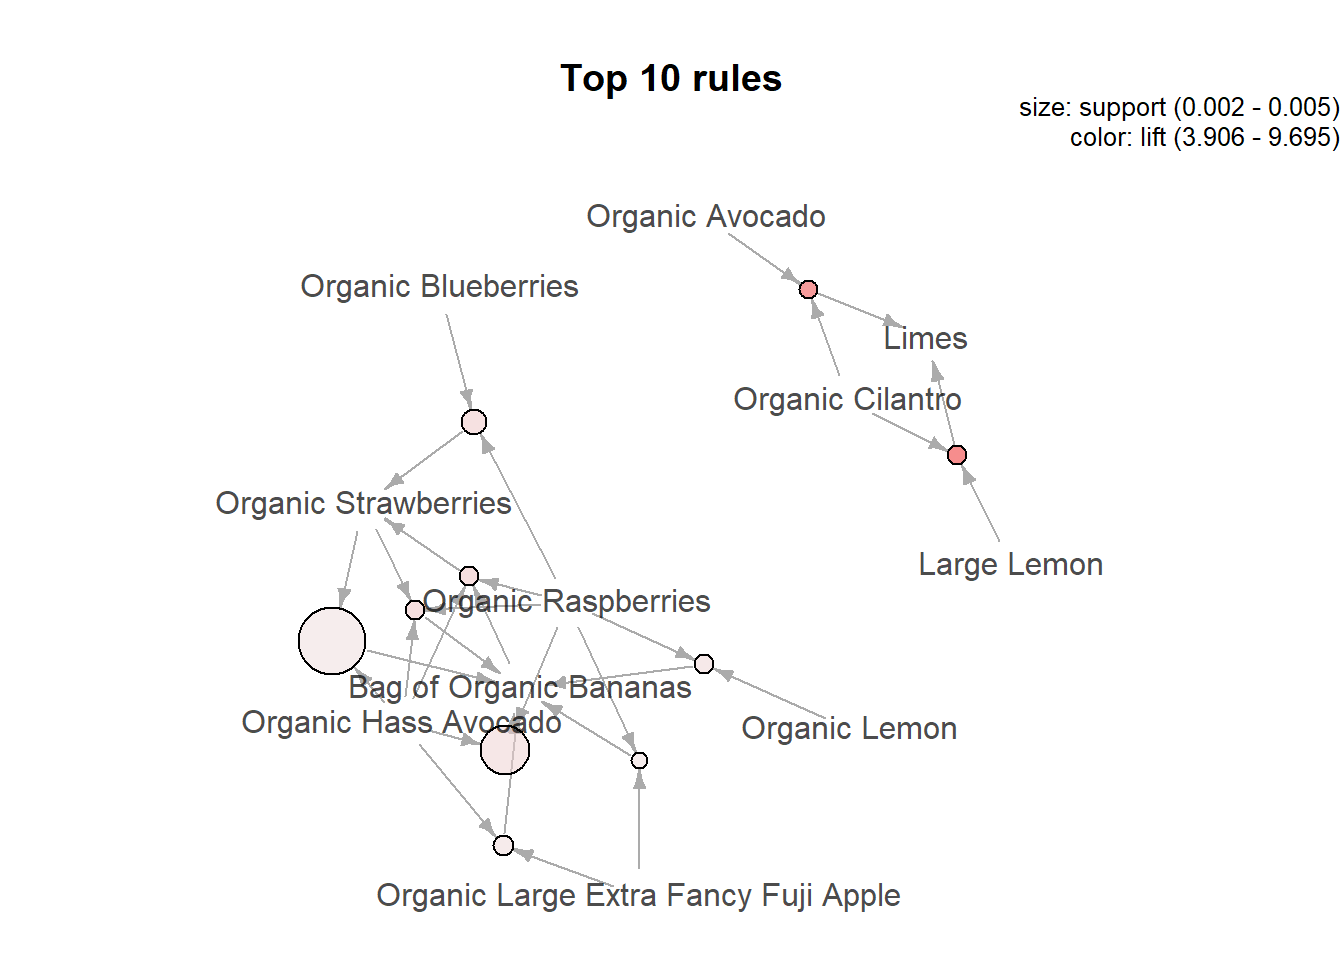 Top 10 rules
size: support (0.002 - 0.005)
color: lift (3.906 - 9.695)
Organic Avocado
Organic Blueberries
Limes
Organic Cilantro
Organic Strawberries
Large Lemon
Organic Raspberries
Bag of Organic Bananas
Organic Hass Avocado
Organic Lemon
Organic Large Extra Fancy Fuji Apple